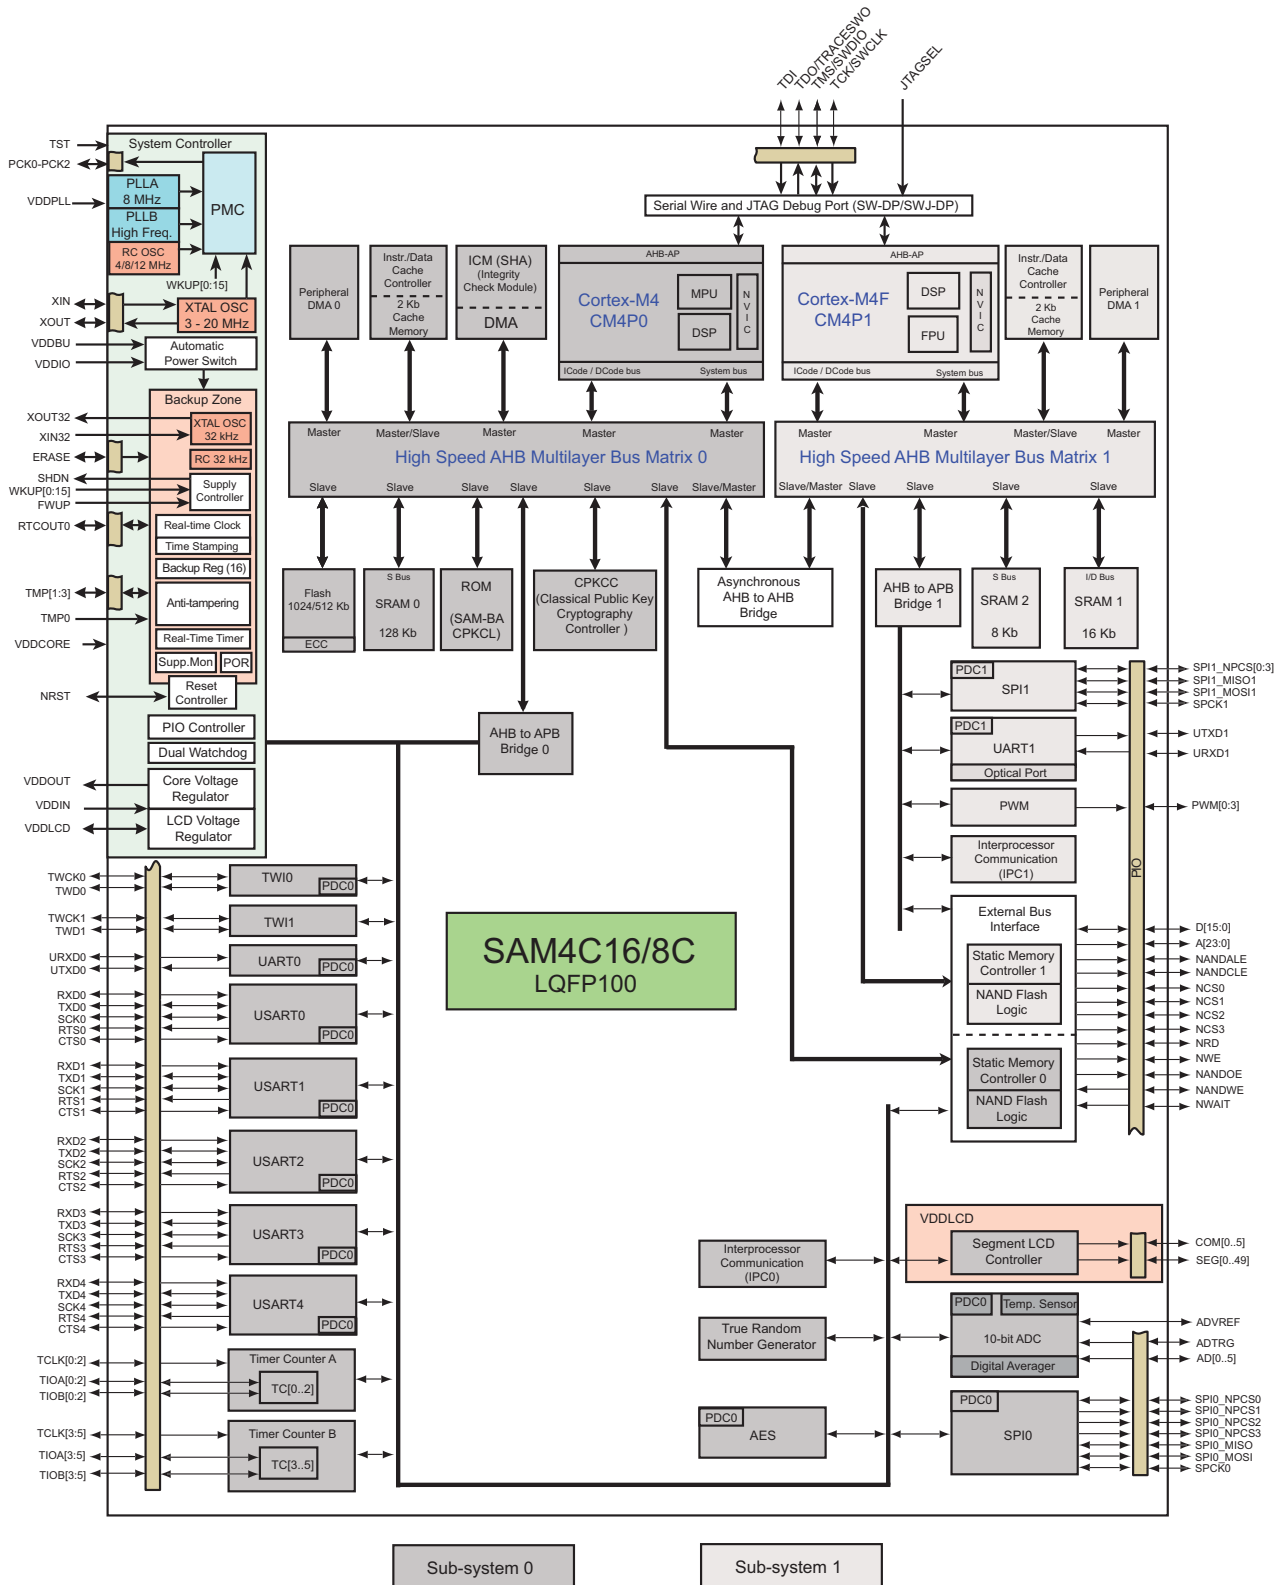 TDI
TDO/TRACESWO
TMS/SWDIO
TCK/SWCLK
JTAGSEL
TST
PCK0-PCK2
VDDPLL
XIN
XOUT
VDDBU
VDDIO
XOUT32
XIN32
ERASE
SHDN
WKUP[0:15]
FWUP
RTCOUT0
TMP[1:3]
TMP0
VDDCORE
NRST
VDDOUT
VDDIN
VDDLCD
System Controller
PLLA
8 MHz
PLLB
High Freq.
RC OSC
4/8/12 MHz
PMC
WKUP[0:15]
XTAL OSC
3 - 20 MHz
Automatic
Power Switch
Backup Zone
XTAL OSC
32 kHz
RC 32 kHz
Supply
Controller
Real-time Clock
Time Stamping
Backup Reg (16)
Anti-tampering
Real-Time Timer
Supp.Mon
POR
Reset
Controller
PIO Controller
Dual Watchdog
Core Voltage
Regulator
LCD Voltage
Regulator
Serial Wire and JTAG Debug Port (SW-DP/SWJ-DP)
Peripheral
DMA 0
Instr./Data
Cache
Controller
2 Kb
Cache
Memory
ICM (SHA)
(Integrity
Check Module)
DMA
AHB-AP
Cortex-M4
CM4P0
MPU
DSP
N
V
I
C
ICode / DCode bus
System bus
AHB-AP
Cortex-M4F
CM4P1
DSP
FPU
N
V
I
C
ICode / DCode bus
System bus
Instr./Data
Cache
Controller
2 Kb
Cache
Memory
Peripheral
DMA 1
Master
Master/Slave
Master
Master
Master
High Speed AHB Multilayer Bus Matrix 0
Slave
Slave
Slave
Slave
Slave
Slave
Slave/Master
Master
Master
Master/Slave
Master
High Speed AHB Multilayer Bus Matrix 1
Slave/Master
Slave
Slave
Slave
Slave
Flash
1024/512 Kb
ECC
S Bus
SRAM 0
128 Kb
ROM
(SAM-BA
CPKCL)
CPKCC
(Classical Public Key
Cryptography
Controller )
Asynchronous
AHB to AHB
Bridge
AHB to APB
Bridge 1
S Bus
SRAM 2
8 Kb
I/D Bus
SRAM 1
16 Kb
AHB to APB
Bridge 0
PDC1
SPI1
PDC1
UART1
Optical Port
PWM
Interprocessor
Communication
(IPC1)
External Bus
Interface
Static Memory
Controller 1
NAND Flash
Logic
Static Memory
Controller 0
NAND Flash
Logic
PIO
SPI1_NPCS[0:3]
SPI1_MISO1
SPI1_MOSI1
SPCK1
UTXD1
URXD1
PWM[0:3]
D[15:0]
A[23:0]
NANDALE
NANDCLE
NCS0
NCS1
NCS2
NCS3
NRD
NWE
NANDOE
NANDWE
NWAIT
TWCK0
TWD0
TWCK1
TWD1
URXD0
UTXD0
RXD0
TXD0
SCK0
RTS0
CTS0
RXD1
TXD1
SCK1
RTS1
CTS1
RXD2
TXD2
SCK2
RTS2
CTS2
RXD3
TXD3
SCK3
RTS3
CTS3
RXD4
TXD4
SCK4
RTS4
CTS4
TCLK[0:2]
TIOA[0:2]
TIOB[0:2]
TCLK[3:5]
TIOA[3:5]
TIOB[3:5]
TWI0
PDC0
TWI1
UART0
PDC0
USART0
PDC0
USART1
PDC0
USART2
PDC0
USART3
PDC0
USART4
PDC0
Timer Counter A
TC[0..2]
Timer Counter B
TC[3..5]
SAM4C16/8C
LQFP100
Interprocessor
Communication
(IPC0)
True Random
Number Generator
PDC0
AES
VDDLCD
Segment LCD
Controller
PDC0
Temp. Sensor
10-bit ADC
Digital Averager
PDC0
SPI0
COM[0..5]
SEG[0..49]
ADVREF
ADTRG
AD[0..5]
SPI0_NPCS0
SPI0_NPCS1
SPI0_NPCS2
SPI0_NPCS3
SPI0_MISO
SPI0_MOSI
SPCK0
Sub-system 0
Sub-system 1